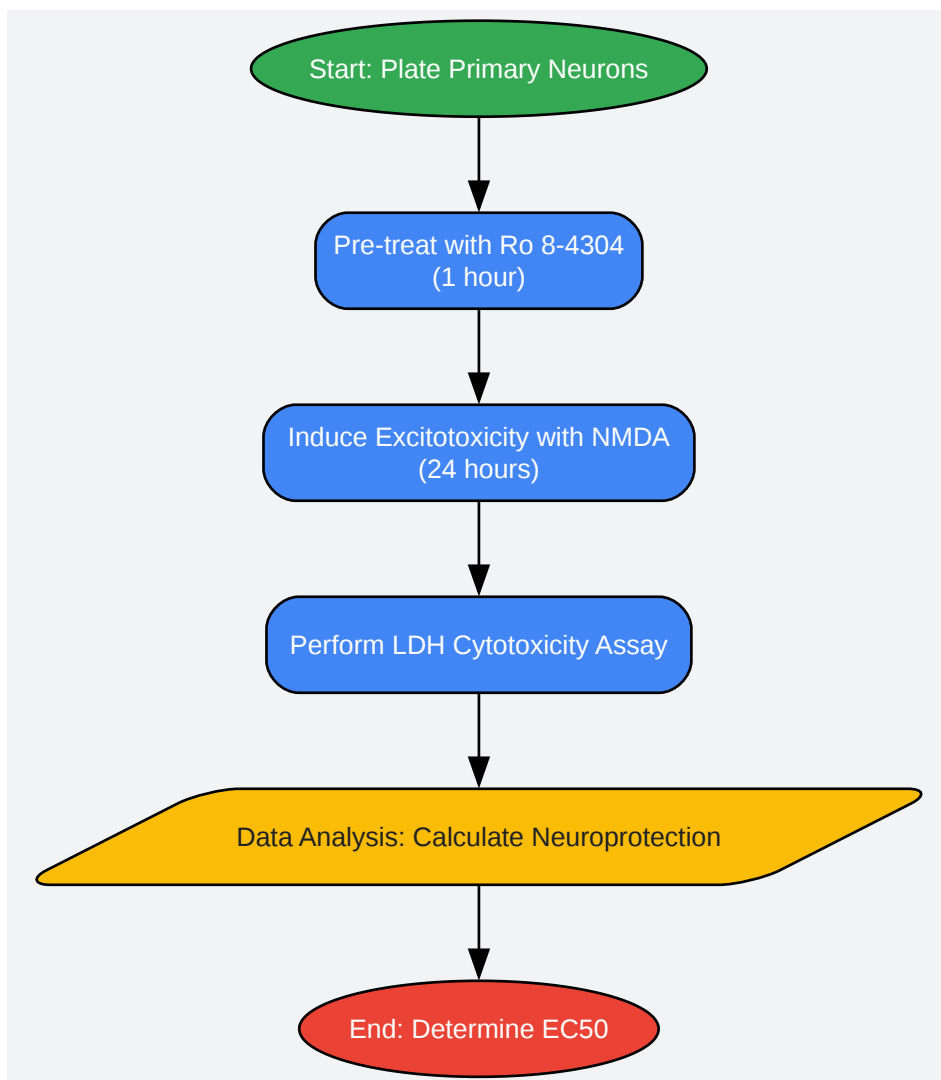 Start: Plate Primary Neurons
Pre-treat with Ro 8-4304
(1 hour)
Induce Excitotoxicity with NMDA
(24 hours)
Perform LDH Cytotoxicity Assay
Data Analysis: Calculate Neuroprotection
End: Determine EC50